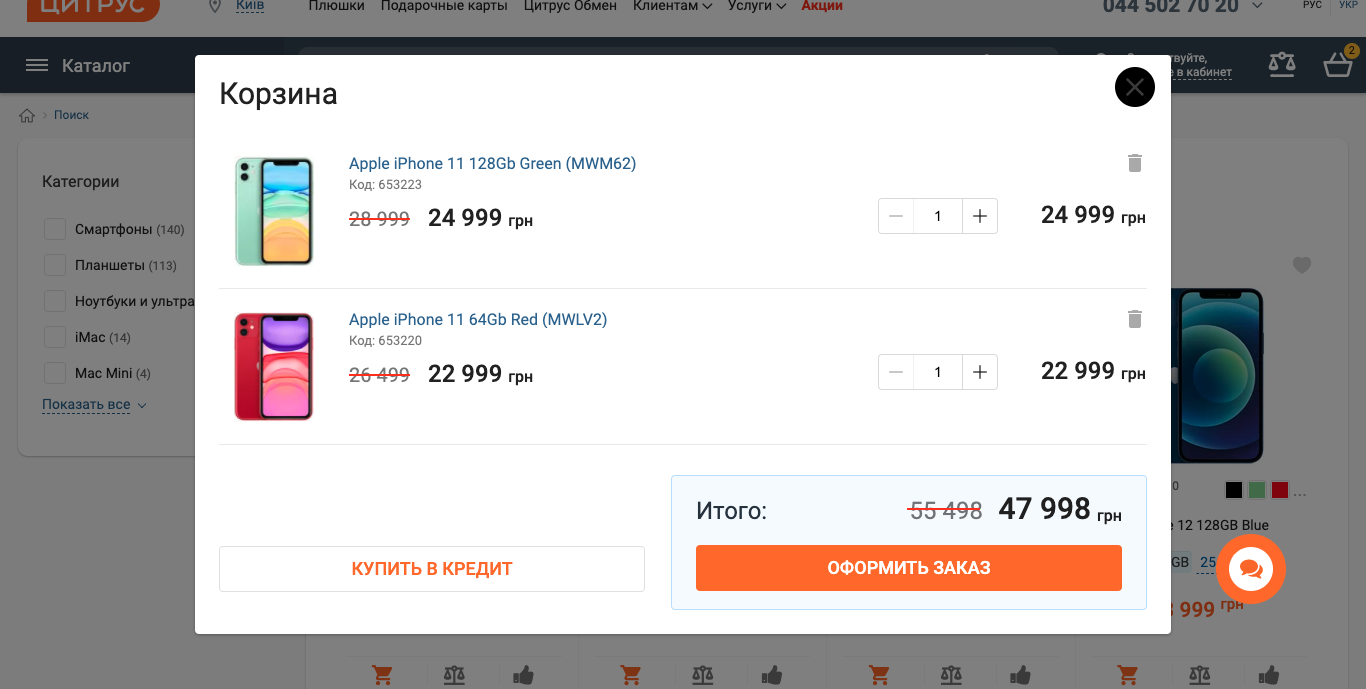 ЦИТРУС
Київ
Плюшки Подарочные карты Цитрус Обмен Клиентам Услуги Акции
044 502 70 20
РУС УКР
Каталог
твуйте,
е в кабинет
2
Поиск
Категории
Смартфоны (140)
Планшеты (113)
Ноутбуки и ультра
iMac (14)
Mac Mini (4)
Показать все
Корзина
Apple iPhone 11 128Gb Green (MWM62)
Код: 653223
28 999 24 999 грн
1
24 999 грн
Apple iPhone 11 64Gb Red (MWLV2)
Код: 653220
26 499 22 999 грн
1
22 999 грн
Итого: 55 498 47 998 грн
КУПИТЬ В КРЕДИТ
ОФОРМИТЬ ЗАКАЗ
0
...
e 12 128GB Blue
GB 25
999 грн